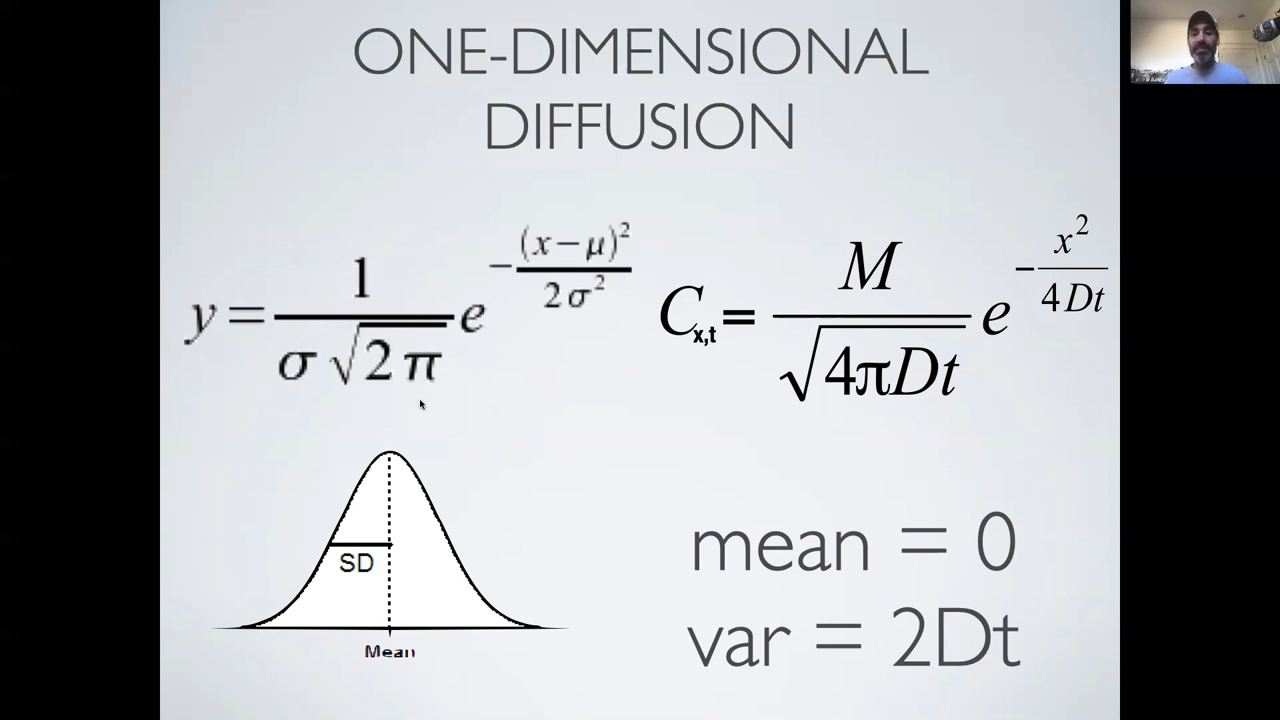 ONE-DIMENSIONAL
DIFFUSION
y = 1 / (σ √(2π)) e^(−(x−μ)² / (2σ²))
C_x,t = M / √(4πDt) e^(−x² / (4Dt))
SD
Mean
mean = 0
var = 2Dt